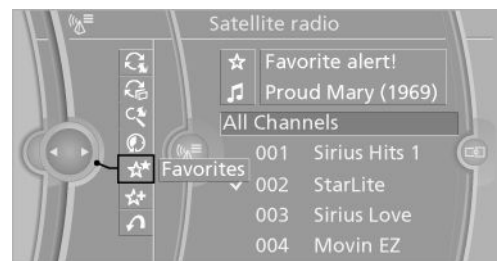 Satellite radio
Favorite alert!
Proud Mary (1969)
All Channels
001 Sirius Hits 1
Favorites
002 StarLite
003 Sirius Love
004 Movin EZ